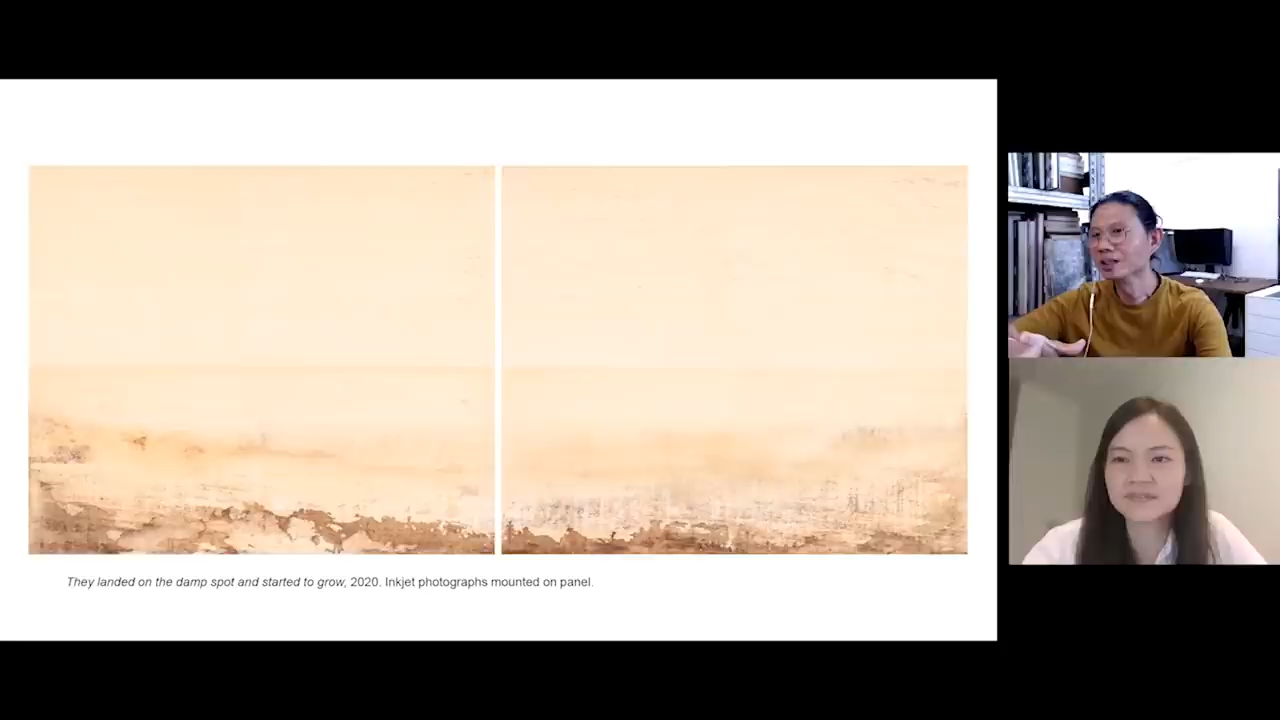 They landed on the damp spot and started to grow, 2020. Inkjet photographs mounted on panel.